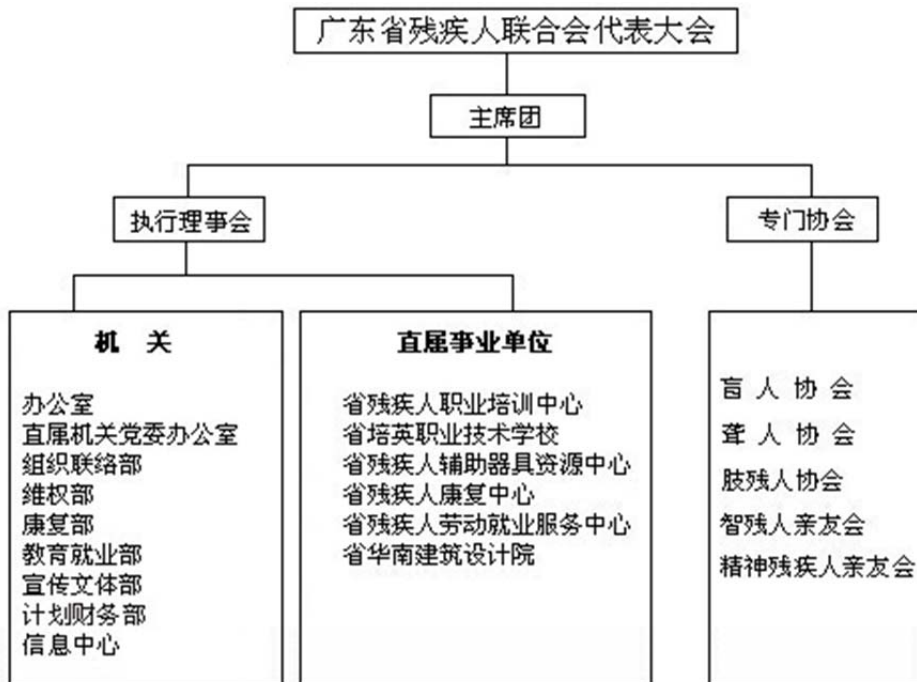 广东省残疾人联合会代表大会
主席团
执行理事会
专门协会
机 关
办公室
直属机关党委办公室
组织联络部
维权部
康复部
教育就业部
宣传文体部
计划财务部
信息中心
直属事业单位
省残疾人职业培训中心
省培英职业技术学校
省残疾人辅助器具资源中心
省残疾人康复中心
省残疾人劳动就业服务中心
省华南建筑设计院
盲 人 协 会
聋 人 协 会
肢残人协会
智残人亲友会
精神残疾人亲友会